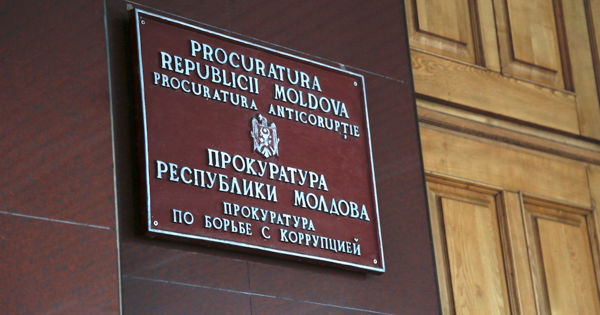 PROCURATURA
REPUBLICII MOLDOVA
PROCURATURA ANTICORUPȚIE
ПРОКУРАТУРА
РЕСПУБЛИКИ МОЛДОВА
ПРОКУРАТУРА
ПО БОРЬБЕ С КОРРУПЦИЕЙ